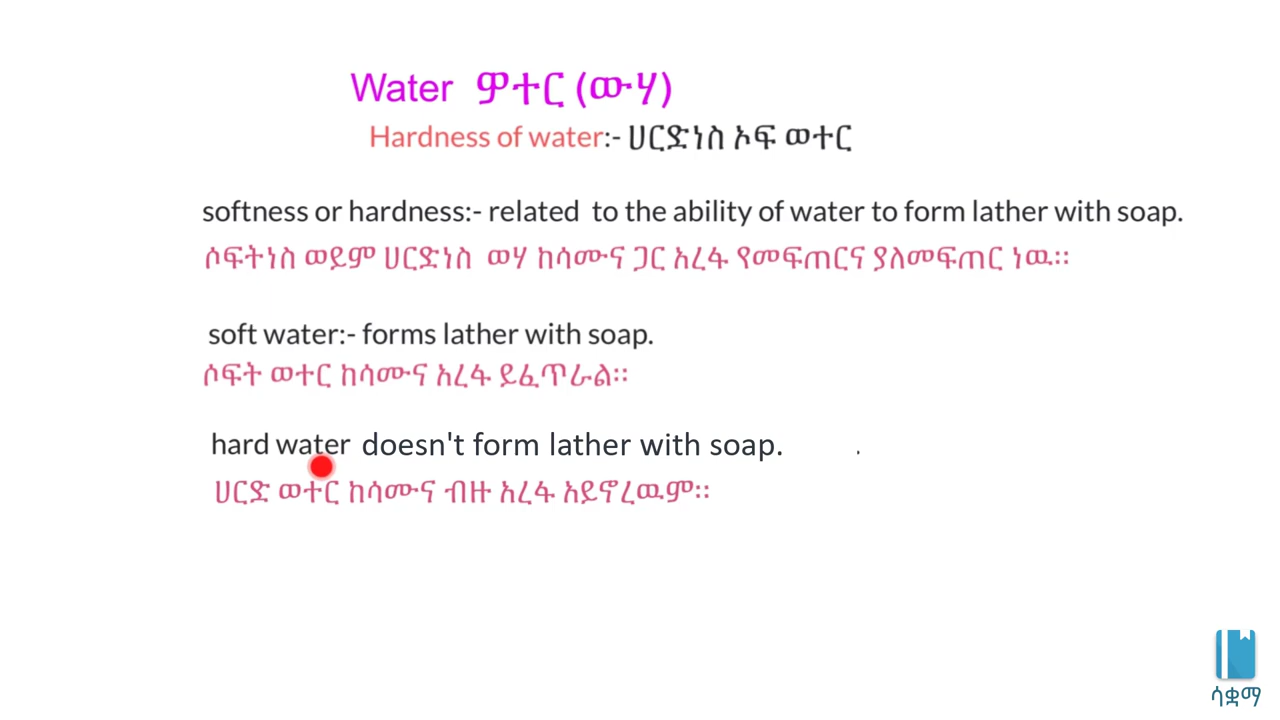 Water ዎተር (ውሃ)
Hardness of water:- ሀርድነስ ኦፍ ወተር
softness or hardness:- related to the ability of water to form lather with soap.
ሶፍትነስ ወይም ሀርድነስ ወሃ ከሳሙና ጋር አረፋ የመፍጠርና ያለመፍጠር ነዉ፡፡
soft water:- forms lather with soap.
ሶፍት ወተር ከሳሙና አረፋ ይፈጥራል፡፡
hard water doesn't form lather with soap. .
ሀርድ ወተር ከሳሙና ብዙ አረፋ አይኖረዉም፡፡
ሳቋማ